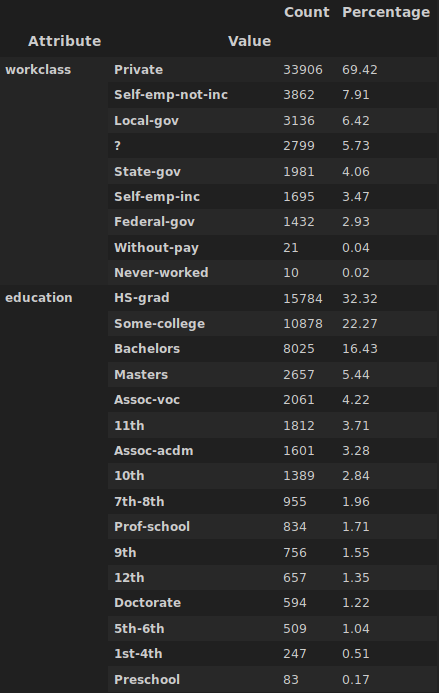 Count Percentage
Attribute Value
workclass Private 33906 69.42
Self-emp-not-inc 3862 7.91
Local-gov 3136 6.42
? 2799 5.73
State-gov 1981 4.06
Self-emp-inc 1695 3.47
Federal-gov 1432 2.93
Without-pay 21 0.04
Never-worked 10 0.02
education HS-grad 15784 32.32
Some-college 10878 22.27
Bachelors 8025 16.43
Masters 2657 5.44
Assoc-voc 2061 4.22
11th 1812 3.71
Assoc-acdm 1601 3.28
10th 1389 2.84
7th-8th 955 1.96
Prof-school 834 1.71
9th 756 1.55
12th 657 1.35
Doctorate 594 1.22
5th-6th 509 1.04
1st-4th 247 0.51
Preschool 83 0.17